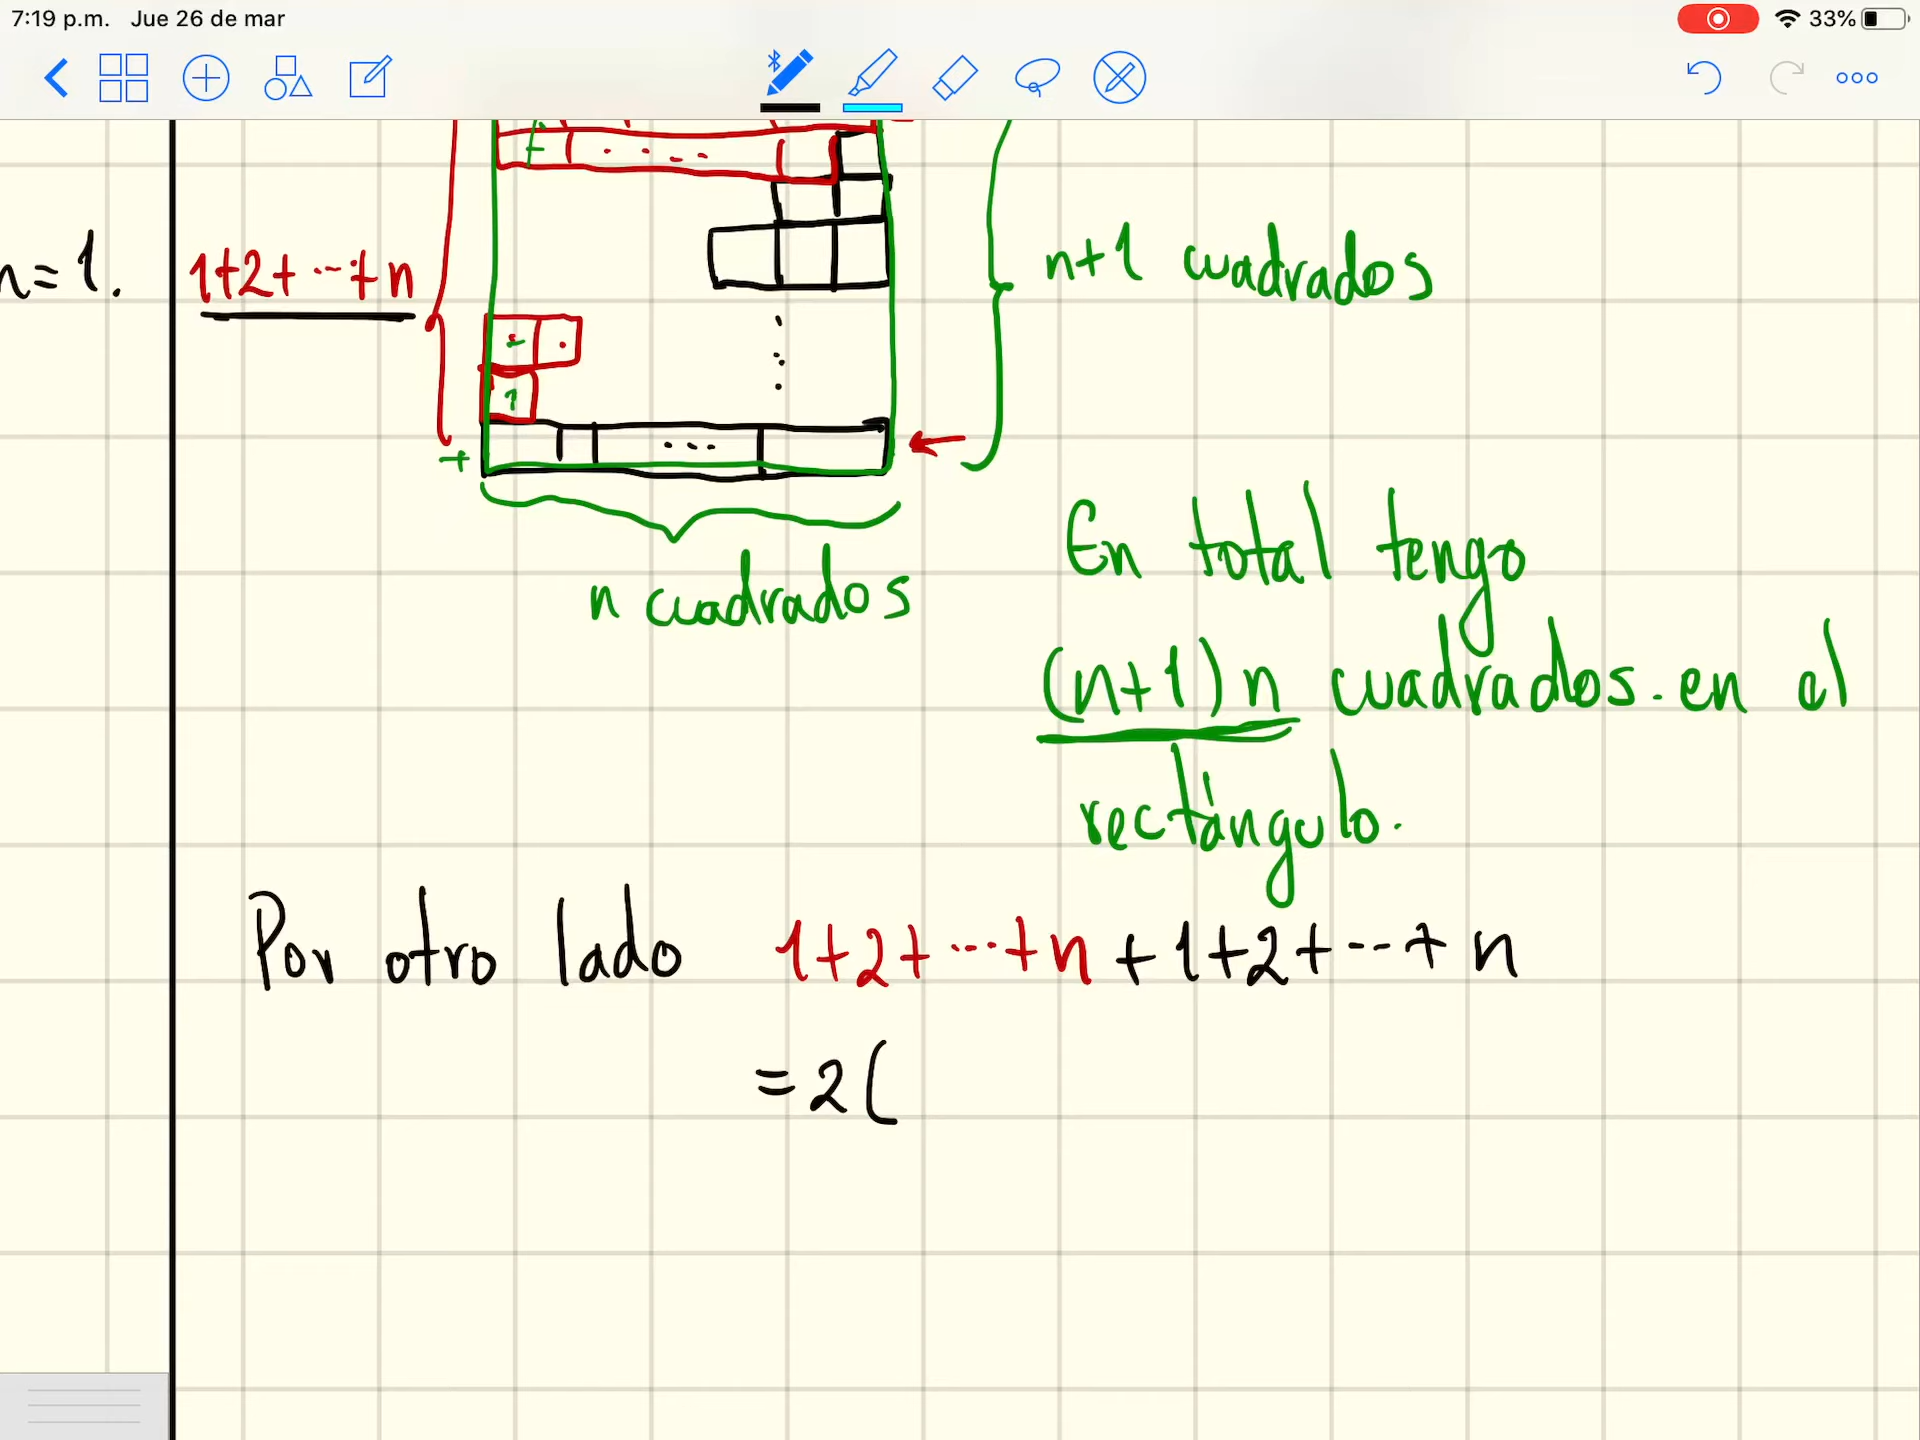 7:19 p.m. Jue 26 de mar
33%
n=1.
1+2+...+n
n+1 cuadrados
1
+
n cuadrados
En total tengo
(n+1)n cuadrados. en el
rectángulo.
Por otro lado 1+2+...+n+1+2+...+n
=2(